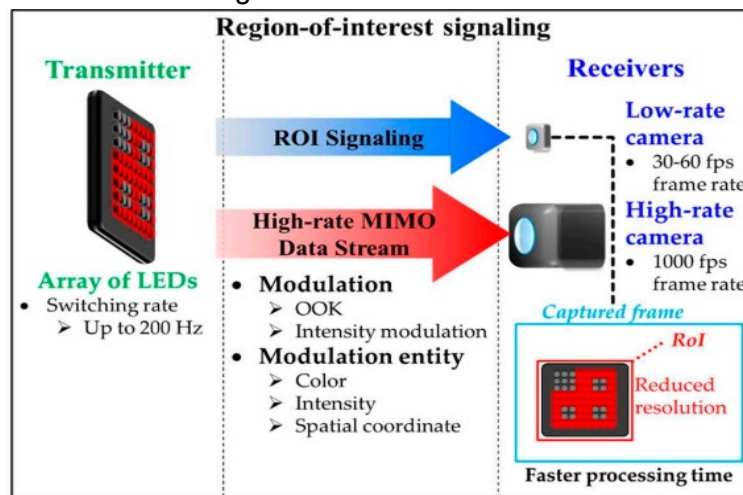 Region-of-interest signaling
Transmitter
Array of LEDs
• Switching rate
➤ Up to 200 Hz
ROI Signaling
High-rate MIMO
Data Stream
• Modulation
➤ OOK
➤ Intensity modulation
• Modulation entity
➤ Color
➤ Intensity
➤ Spatial coordinate
Receivers
Low-rate
camera
• 30-60 fps
frame rate
High-rate
camera
• 1000 fps
frame rate
Captured frame
RoI
Reduced
resolution
Faster processing time